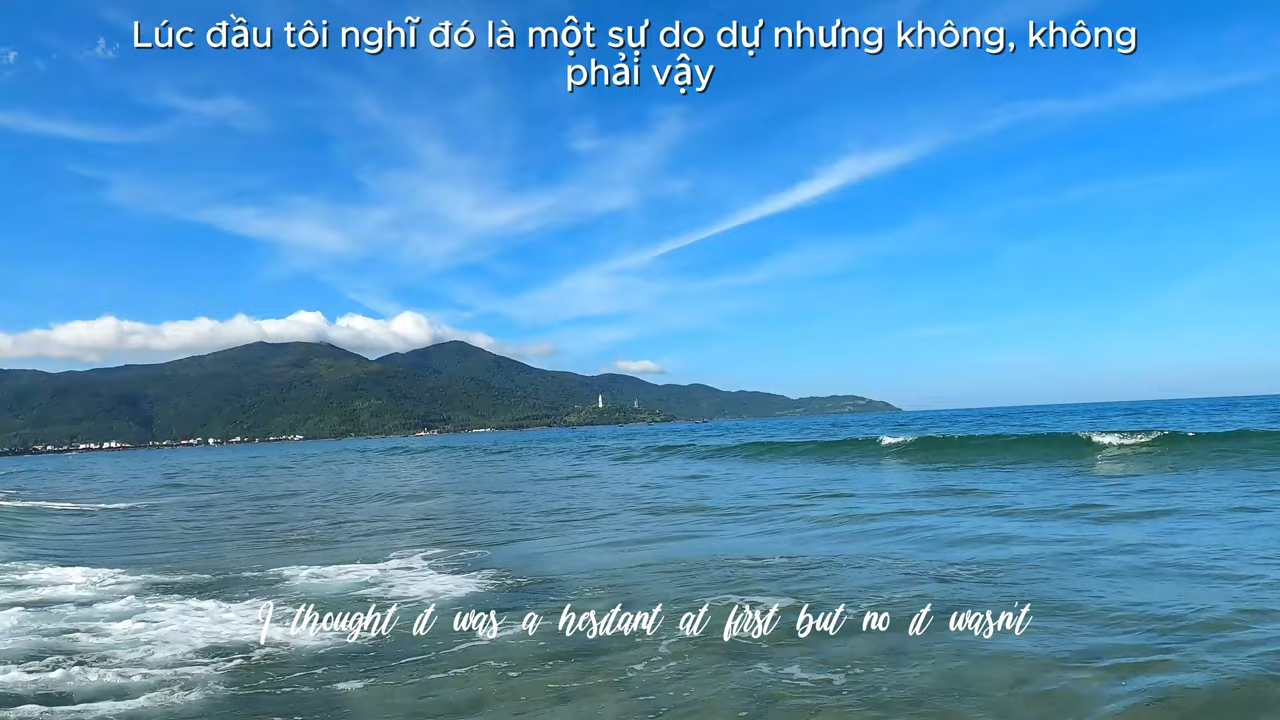 Lúc đầu tôi nghĩ đó là một sự do dự nhưng không, không
phải vậy
I thought it was a hesitant at first but no it wasn't